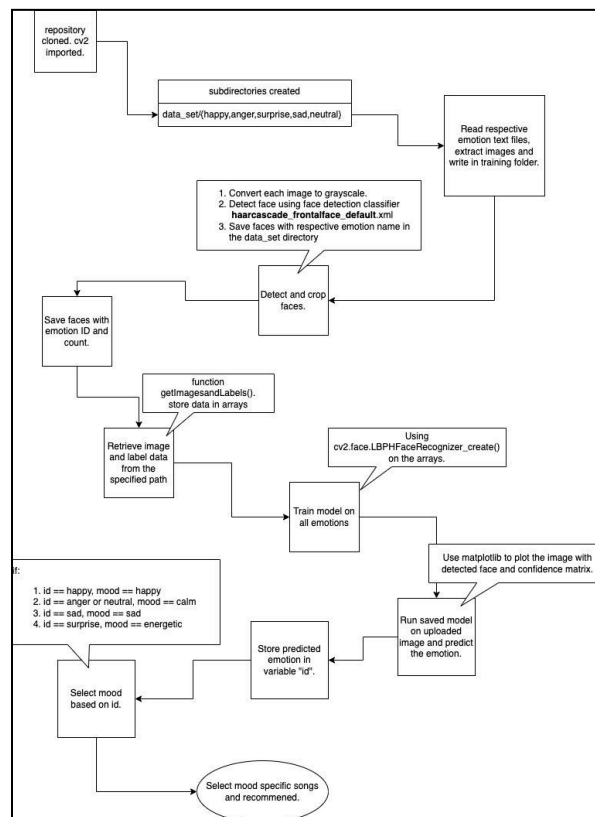 repository
cloned. cv2
imported.
subdirectories created
data_set/{happy,anger,surprise,sad,neutral}
Read respective
emotion text files,
extract images and
write in training folder.
1. Convert each image to grayscale.
2. Detect face using face detection classifier
haarcascade_frontalface_default.xml
3. Save faces with respective emotion name in
the data_set directory
Detect and crop
faces.
Save faces with
emotion ID and
count.
function
getImagesandLabels().
store data in arrays
Retrieve image
and label data
from the
specified path
Using
cv2.face.LBPHFaceRecognizer_create()
on the arrays.
Train model on
all emotions
Use matplotlib to plot the image with
detected face and confidence matrix.
Run saved model
on uploaded
image and predict
the emotion.
Store predicted
emotion in
variable "id".
if:
1. id == happy, mood == happy
2. id == anger or neutral, mood == calm
3. id == sad, mood == sad
4. id == surprise, mood == energetic
Select mood
based on id.
Select mood specific songs
and recommened.